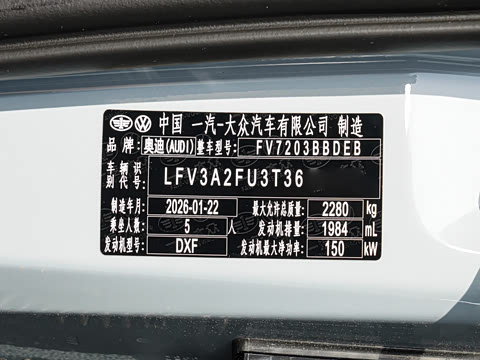 中国 一汽-大众汽车有限公司 制造
品牌 奥迪(AUDI) 整车型号 FV7203BBDEB
车辆识别代号: LFV3A2FU3T36
制造年月 2026-01-22 最大允许总质量: 2280 kg
乘坐人数 5 人 发动机排量 1984 mL
发动机型号: DXF 发动机最大净功率: 150 kW